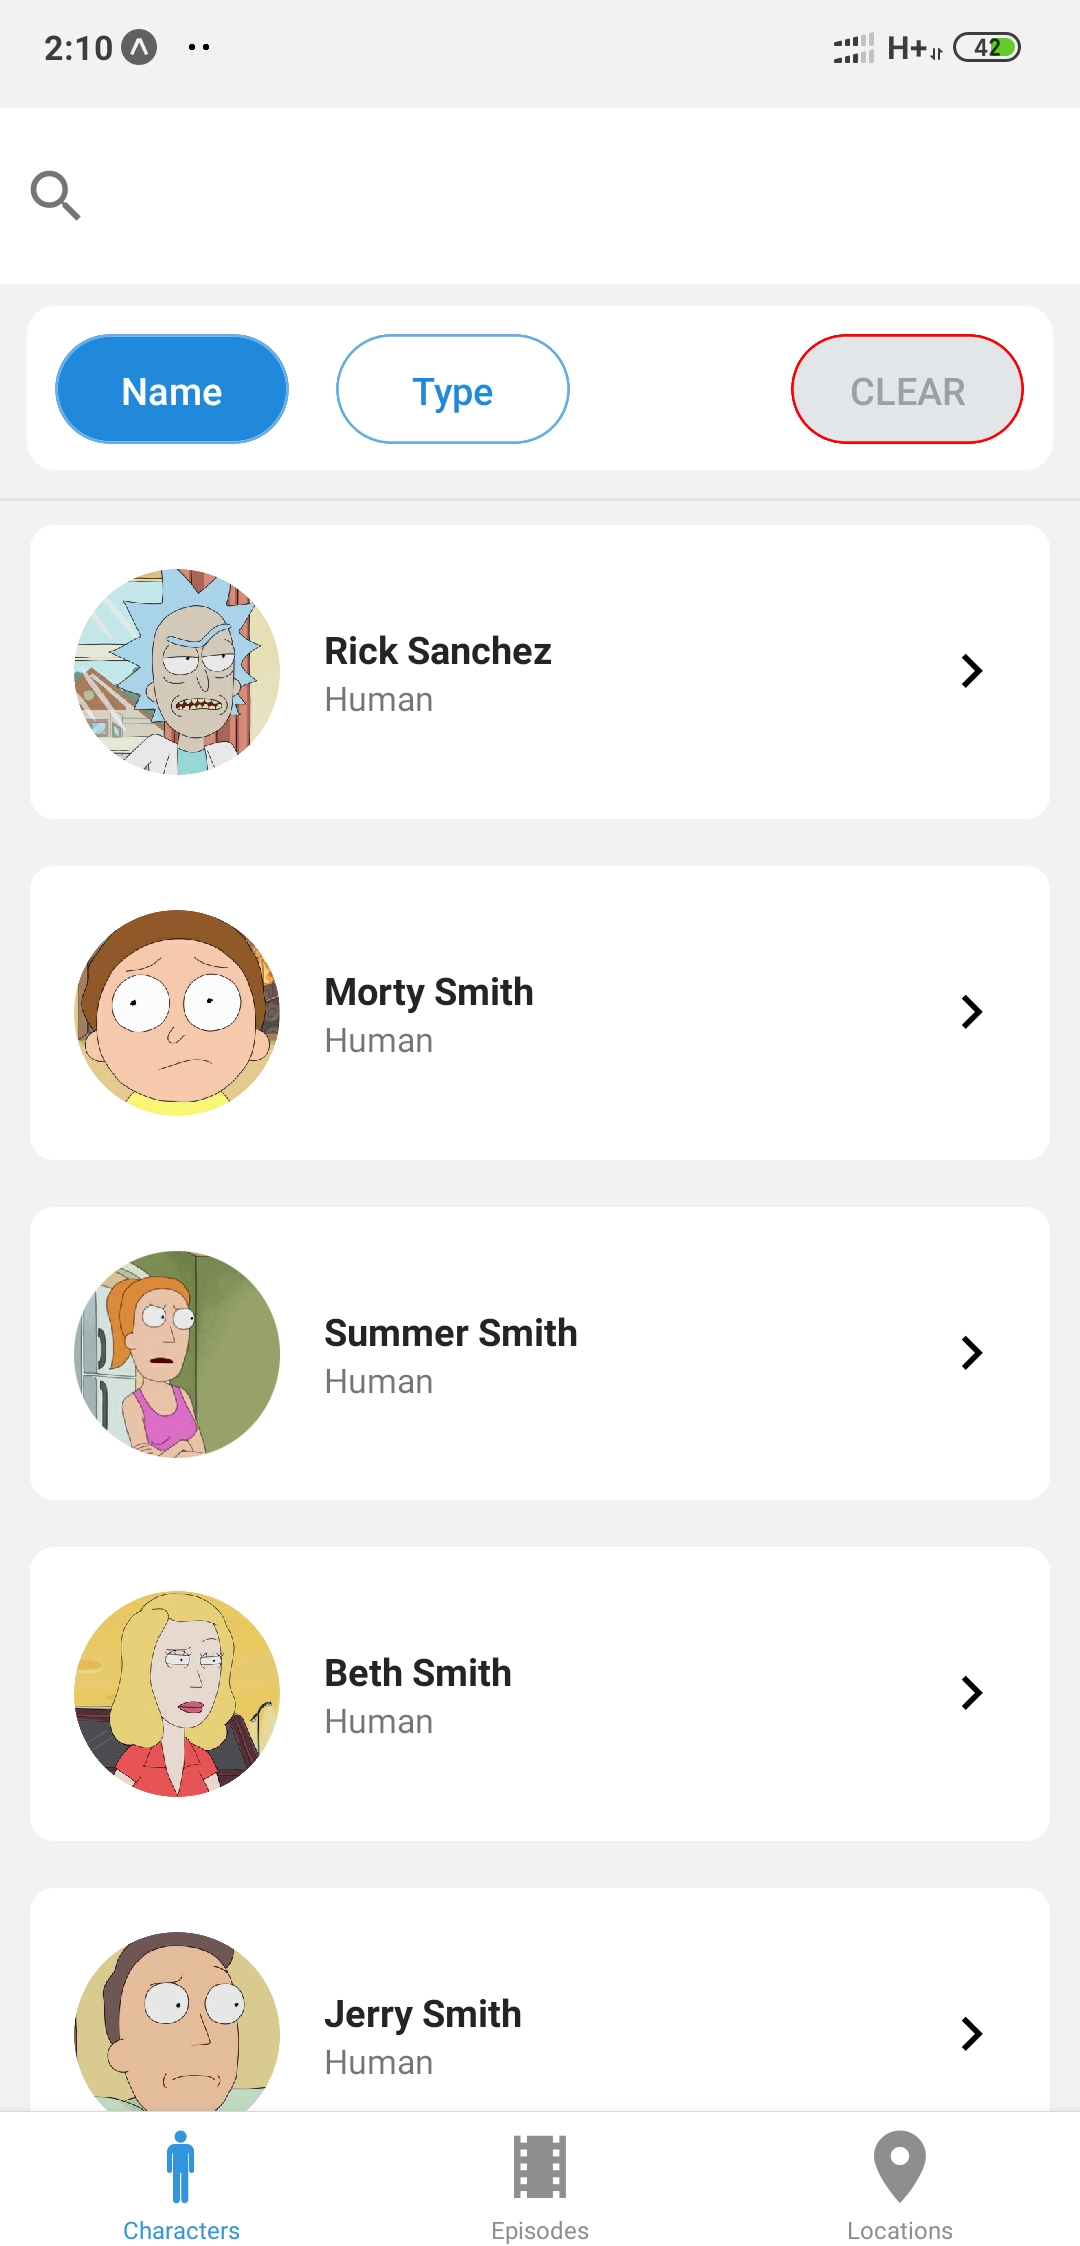 2:10 H+ 42
Name Type CLEAR
Rick Sanchez
Human
Morty Smith
Human
Summer Smith
Human
Beth Smith
Human
Jerry Smith
Human
Characters Episodes Locations